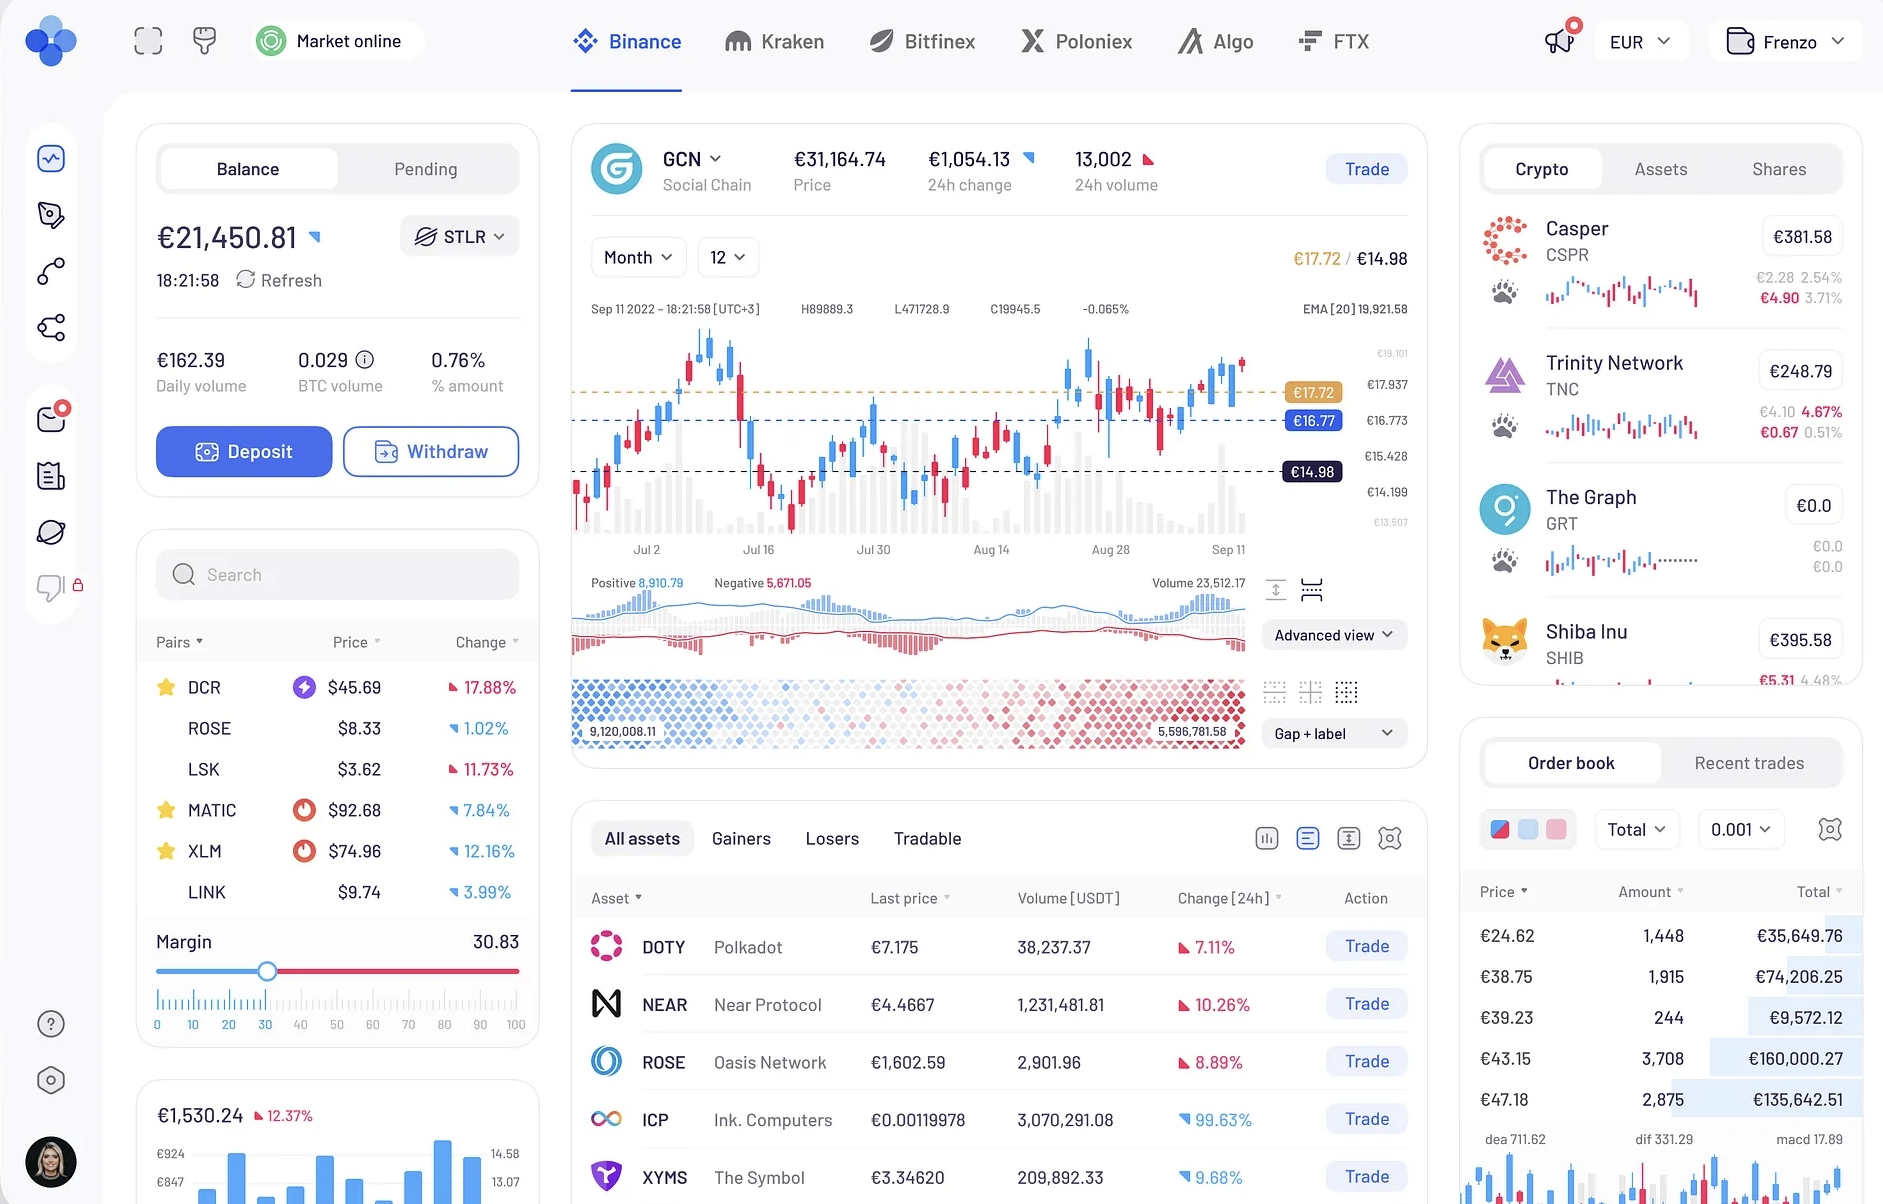 Market online
Binance
Kraken
Bitfinex
Poloniex
Algo
FTX
EUR
Frenzo
Balance
Pending
€21,450.81
STLR
18:21:58
Refresh
€162.39
Daily volume
0.029
BTC volume
0.76%
% amount
Deposit
Withdraw
Search
Pairs Price Change
DCR $45.69 17.88%
ROSE $8.33 1.02%
LSK $3.62 11.73%
MATIC $92.68 7.84%
XLM $74.96 12.16%
LINK $9.74 3.99%
Margin 30.83
0 10 20 30 40 50 60 70 80 90 100
€1,530.24 12.37%
€924 14.58
€847 13.07
GCN
Social Chain
€31,164.74
Price
€1,054.13
24h change
13,002
24h volume
Trade
Month
12
€17.72 / €14.98
Sep 11 2022 – 18:21:58 [UTC+3] H89889.3 L471728.9 C19945.5 -0.065% EMA [20] 19,921.58
€19.101
€17.937
€17.72
€16.77
€16.773
€15.428
€14.98
€14.199
€13.507
Jul 2 Jul 16 Jul 30 Aug 14 Aug 28 Sep 11
Positive 8,910.79 Negative 5,671.05 Volume 23,512.17
Advanced view
9,120,008.11 5,596,781.58
Gap + label
All assets Gainers Losers Tradable
Asset Last price Volume [USDT] Change [24h] Action
DOTY Polkadot €7.175 38,237.37 7.11% Trade
NEAR Near Protocol €4.4667 1,231,481.81 10.26% Trade
ROSE Oasis Network €1,602.59 2,901.96 8.89% Trade
ICP Ink. Computers €0.00119978 3,070,291.08 99.63% Trade
XYMS The Symbol €3.34620 209,892.33 9.68% Trade
Crypto Assets Shares
Casper
CSPR
€381.58
€2.28 2.54%
€4.90 3.71%
Trinity Network
TNC
€248.79
€4.10 4.67%
€0.67 0.51%
The Graph
GRT
€0.0
€0.0
€0.0
Shiba Inu
SHIB
€395.58
€5.31 4.48%
Order book Recent trades
Total
0.001
Price Amount Total
€24.62 1,448 €35,649.76
€38.75 1,915 €74,206.25
€39.23 244 €9,572.12
€43.15 3,708 €160,000.27
€47.18 2,875 €135,642.51
dea 711.62 dif 331.29 macd 17.89